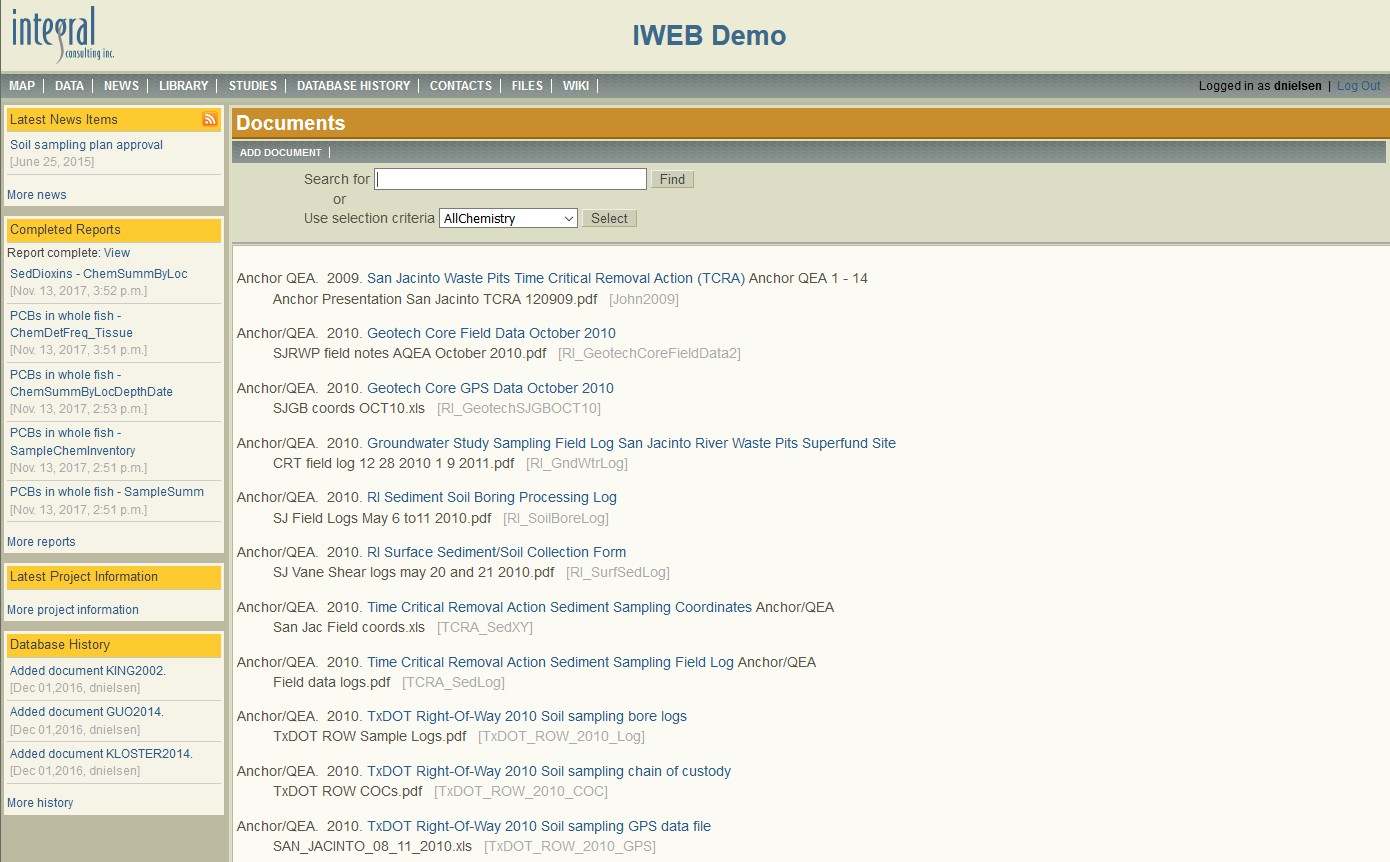 integral
consulting inc.
IWEB Demo
MAP | DATA | NEWS | LIBRARY | STUDIES | DATABASE HISTORY | CONTACTS | FILES | WIKI |
Logged in as dnielsen | Log Out
Latest News Items
Soil sampling plan approval
[June 25, 2015]
More news
Completed Reports
Report complete: View
SedDioxins - ChemSummByLoc
[Nov. 13, 2017, 3:52 p.m.]
PCBs in whole fish -
ChemDetFreq_Tissue
[Nov. 13, 2017, 3:51 p.m.]
PCBs in whole fish -
ChemSummByLocDepthDate
[Nov. 13, 2017, 2:53 p.m.]
PCBs in whole fish -
SampleChemInventory
[Nov. 13, 2017, 2:51 p.m.]
PCBs in whole fish - SampleSumm
[Nov. 13, 2017, 2:51 p.m.]
More reports
Latest Project Information
More project information
Database History
Added document KING2002.
[Dec 01,2016, dnielsen]
Added document GUO2014.
[Dec 01,2016, dnielsen]
Added document KLOSTER2014.
[Dec 01,2016, dnielsen]
More history
Documents
ADD DOCUMENT |
Search for Find
or
Use selection criteria AllChemistry Select
Anchor QEA. 2009. San Jacinto Waste Pits Time Critical Removal Action (TCRA) Anchor QEA 1 - 14
Anchor Presentation San Jacinto TCRA 120909.pdf [John2009]
Anchor/QEA. 2010. Geotech Core Field Data October 2010
SJRWP field notes AQEA October 2010.pdf [RI_GeotechCoreFieldData2]
Anchor/QEA. 2010. Geotech Core GPS Data October 2010
SJGB coords OCT10.xls [RI_GeotechSJGBOCT10]
Anchor/QEA. 2010. Groundwater Study Sampling Field Log San Jacinto River Waste Pits Superfund Site
CRT field log 12 28 2010 1 9 2011.pdf [RI_GndWtrLog]
Anchor/QEA. 2010. RI Sediment Soil Boring Processing Log
SJ Field Logs May 6 to11 2010.pdf [RI_SoilBoreLog]
Anchor/QEA. 2010. RI Surface Sediment/Soil Collection Form
SJ Vane Shear logs may 20 and 21 2010.pdf [RI_SurfSedLog]
Anchor/QEA. 2010. Time Critical Removal Action Sediment Sampling Coordinates Anchor/QEA
San Jac Field coords.xls [TCRA_SedXY]
Anchor/QEA. 2010. Time Critical Removal Action Sediment Sampling Field Log Anchor/QEA
Field data logs.pdf [TCRA_SedLog]
Anchor/QEA. 2010. TxDOT Right-Of-Way 2010 Soil sampling bore logs
TxDOT ROW Sample Logs.pdf [TxDOT_ROW_2010_Log]
Anchor/QEA. 2010. TxDOT Right-Of-Way 2010 Soil sampling chain of custody
TxDOT ROW COCs.pdf [TxDOT_ROW_2010_COC]
Anchor/QEA. 2010. TxDOT Right-Of-Way 2010 Soil sampling GPS data file
SAN_JACINTO_08_11_2010.xls [TxDOT_ROW_2010_GPS]